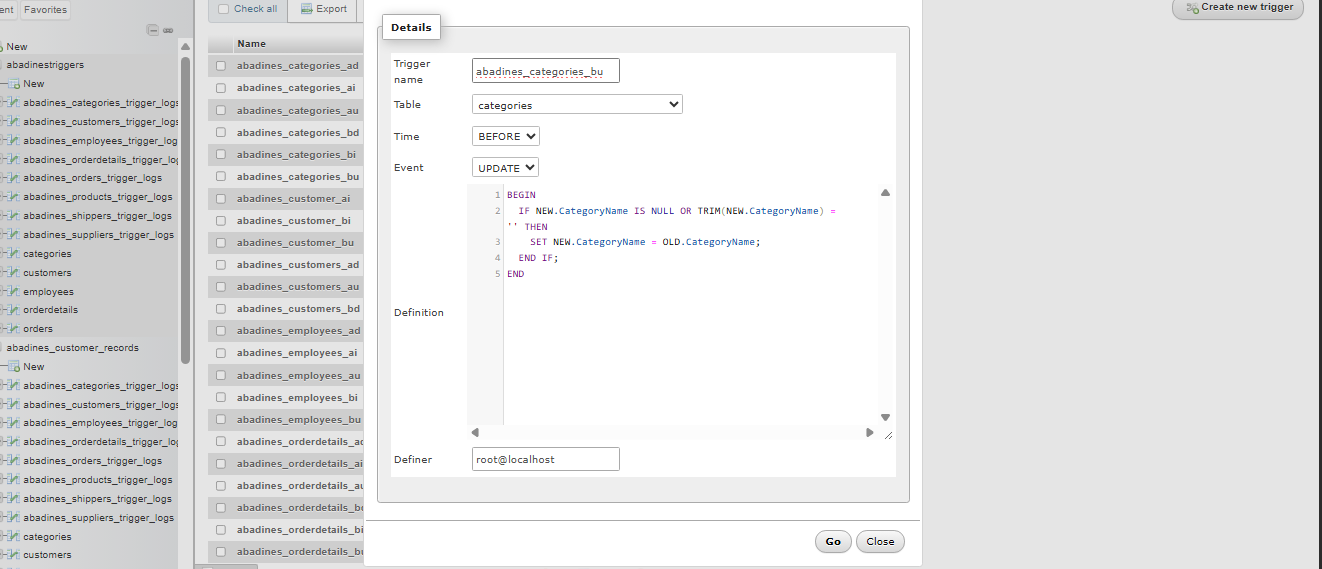 ent
Favorites
New
abadinestriggers
New
abadines_categories_trigger_logs
abadines_customers_trigger_logs
abadines_employees_trigger_log
abadines_orderdetails_trigger_log
abadines_orders_trigger_logs
abadines_products_trigger_logs
abadines_shippers_trigger_logs
abadines_suppliers_trigger_logs
categories
customers
employees
orderdetails
orders
abadines_customer_records
New
abadines_categories_trigger_logs
abadines_customers_trigger_logs
abadines_employees_trigger_log
abadines_orderdetails_trigger_log
abadines_orders_trigger_logs
abadines_products_trigger_logs
abadines_shippers_trigger_logs
abadines_suppliers_trigger_logs
categories
customers
Check all
Export
Name
abadines_categories_ad
abadines_categories_ai
abadines_categories_au
abadines_categories_bd
abadines_categories_bi
abadines_categories_bu
abadines_customer_ai
abadines_customer_bi
abadines_customer_bu
abadines_customers_ad
abadines_customers_au
abadines_customers_bd
abadines_employees_ad
abadines_employees_ai
abadines_employees_au
abadines_employees_bi
abadines_employees_bu
abadines_orderdetails_ad
abadines_orderdetails_ai
abadines_orderdetails_au
abadines_orderdetails_bd
abadines_orderdetails_bi
abadines_orderdetails_bu
Details
Trigger name
abadines_categories_bu
Table
categories
Time
BEFORE
Event
UPDATE
Definition
1 BEGIN
2 IF NEW.CategoryName IS NULL OR TRIM(NEW.CategoryName) =
'' THEN
3 SET NEW.CategoryName = OLD.CategoryName;
4 END IF;
5 END
Definer
root@localhost
Go
Close
Create new trigger